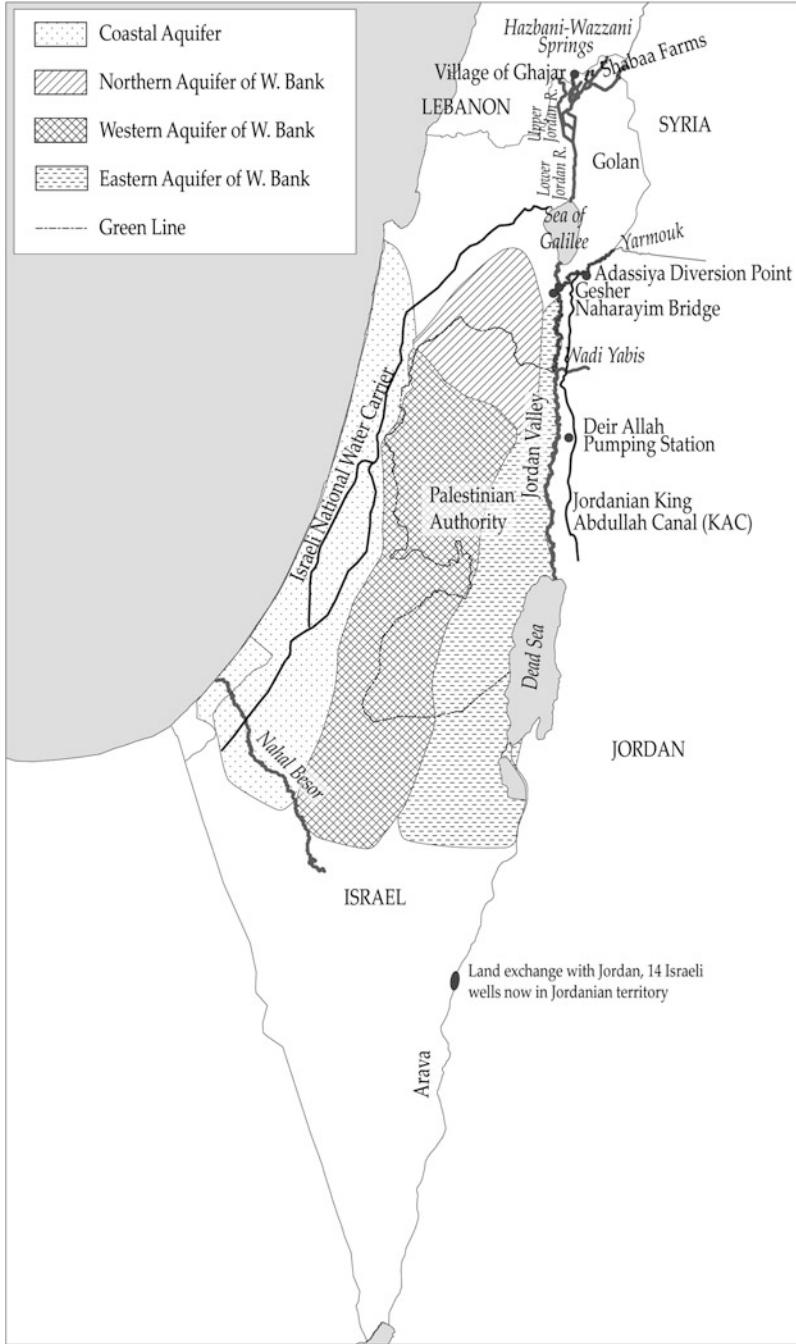 Coastal Aquifer
Northern Aquifer of W. Bank
Western Aquifer of W. Bank
Eastern Aquifer of W. Bank
Green Line
Hazbani-Wazzani
Springs
Village of Ghajar
Shabaa Farms
LEBANON
Upper
Jordan R.
SYRIA
Golan
Lower
Jordan R.
Sea of
Galilee
Yarmouk
Adassiya Diversion Point
Gesher
Naharayim Bridge
Wadi Yabis
Israeli National Water Carrier
Jordan Valley
Deir Allah
Pumping Station
Palestinian
Authority
Jordanian King
Abdullah Canal (KAC)
Dead Sea
JORDAN
Nahal Besor
ISRAEL
Land exchange with Jordan, 14 Israeli
wells now in Jordanian territory
Arava